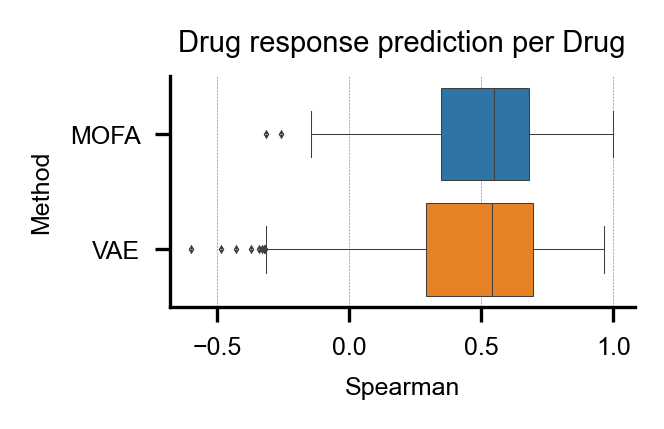 Drug response prediction per Drug
Method
MOFA
VAE
−0.5 0.0 0.5 1.0
Spearman